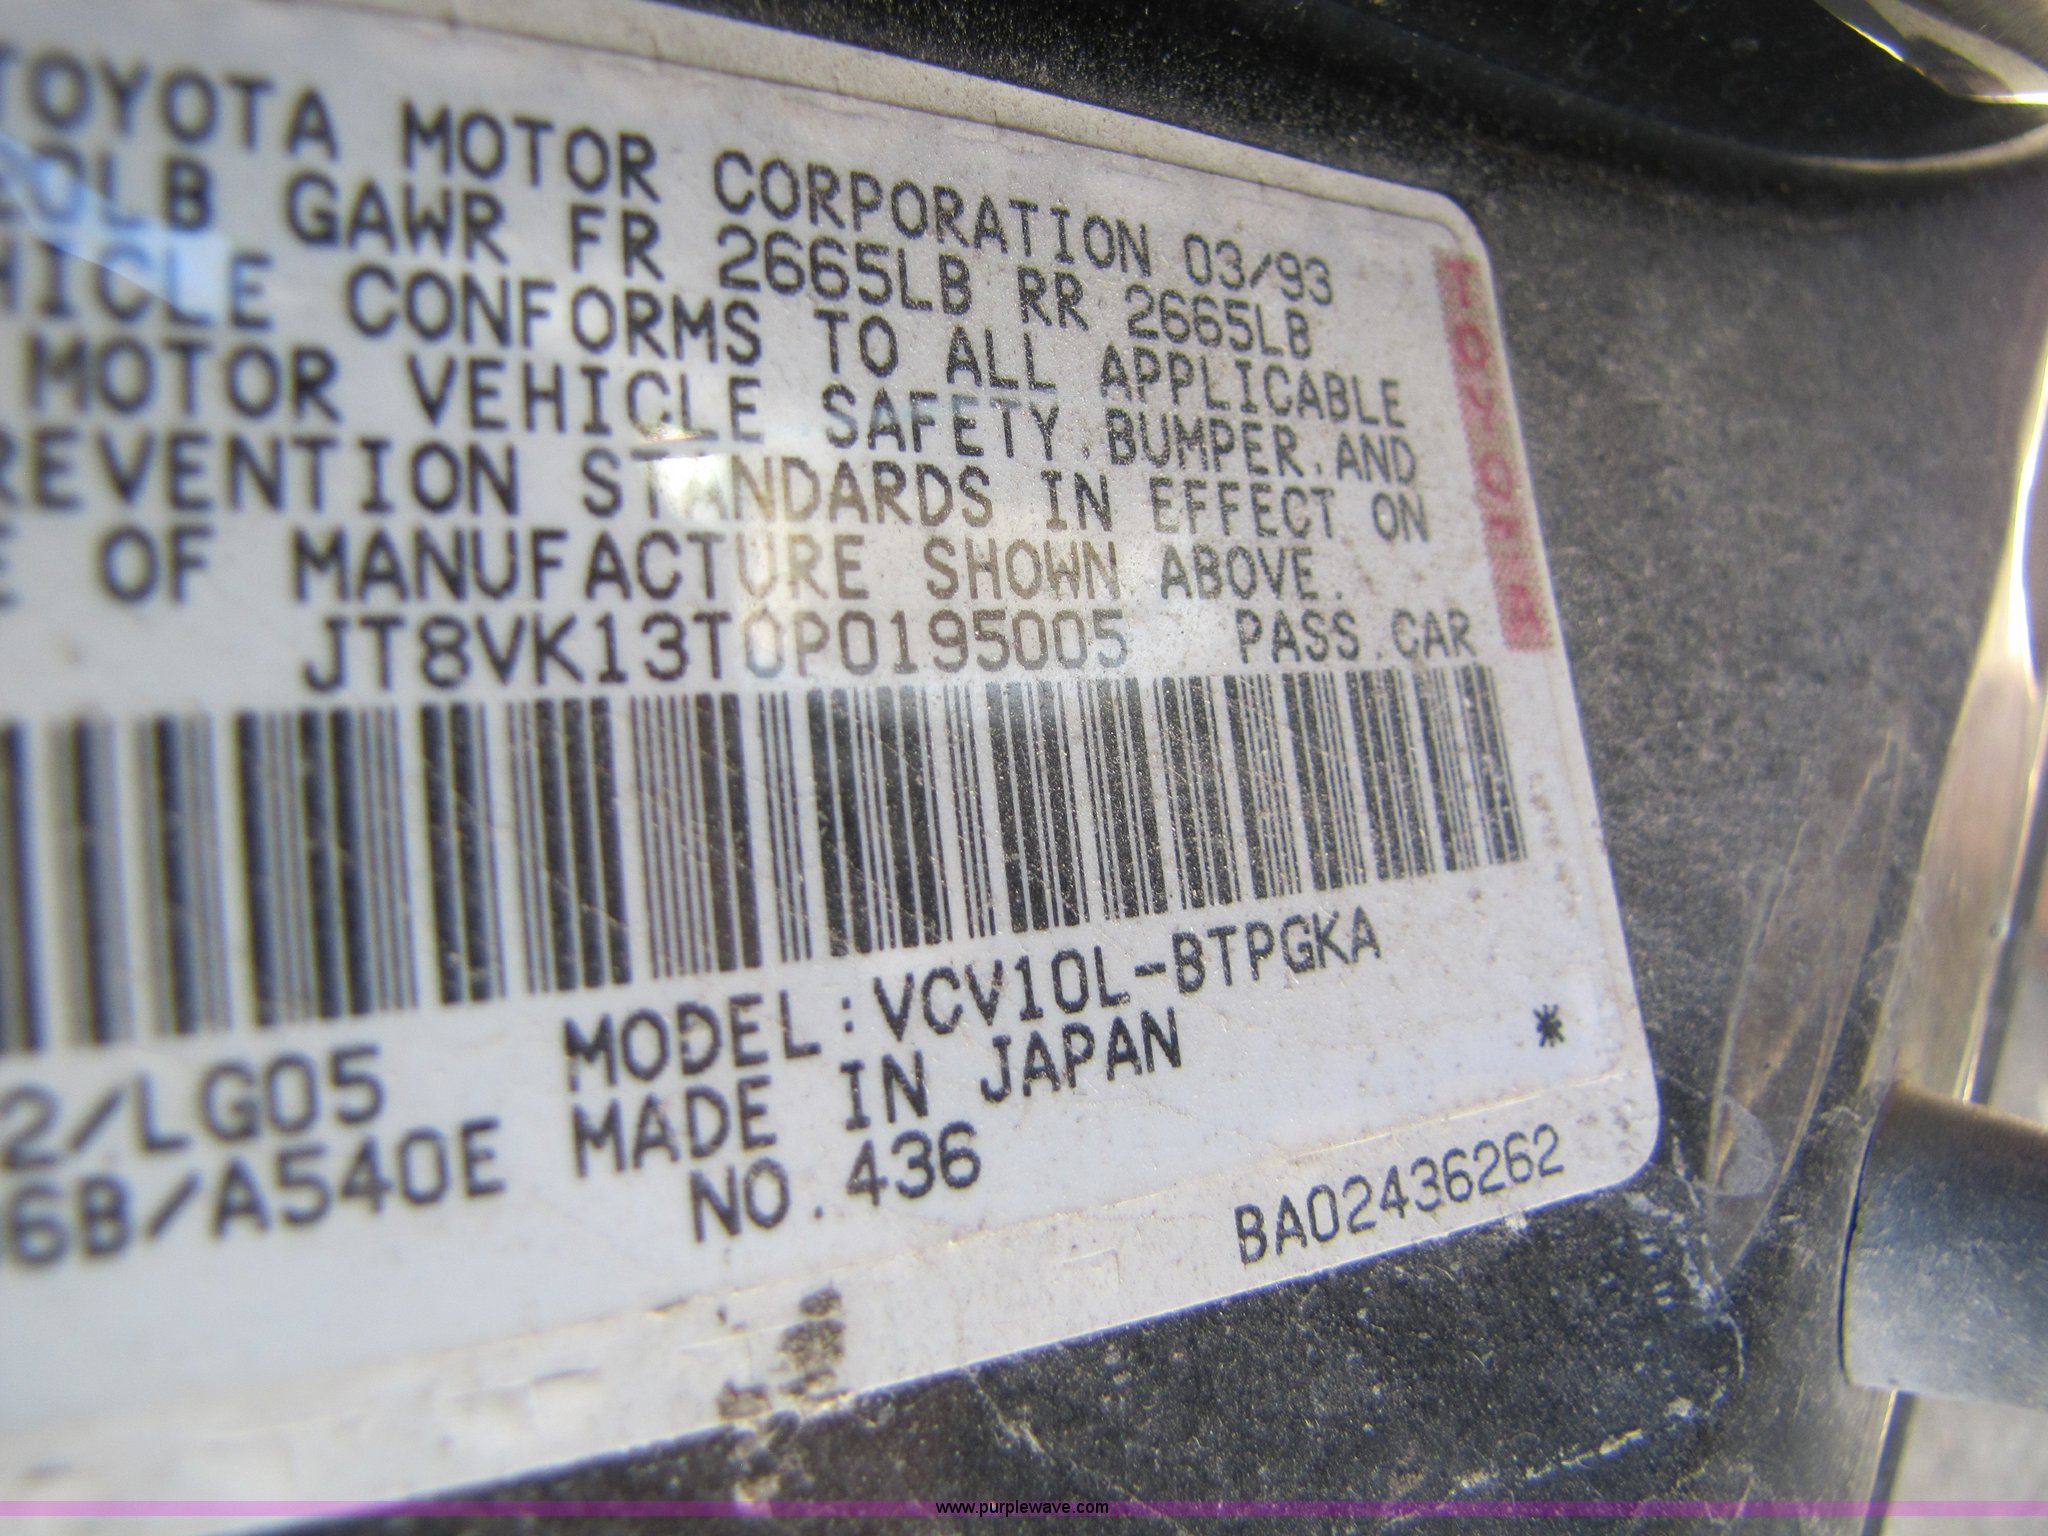 TOYOTA MOTOR CORPORATION 03/93
20LB GAWR FR 2665LB RR 2665LB
HICLE CONFORMS TO ALL APPLICABLE
MOTOR VEHICLE SAFETY, BUMPER, AND
REVENTION STANDARDS IN EFFECT ON
E OF MANUFACTURE SHOWN ABOVE.
JT8VK13T0P0195005 PASS. CAR
TOYOTA
2/LG05 MODEL:VCV10L-BTPGKA
6B/A540E MADE IN JAPAN *
NO. 436
BA02436262
www.purplewave.com